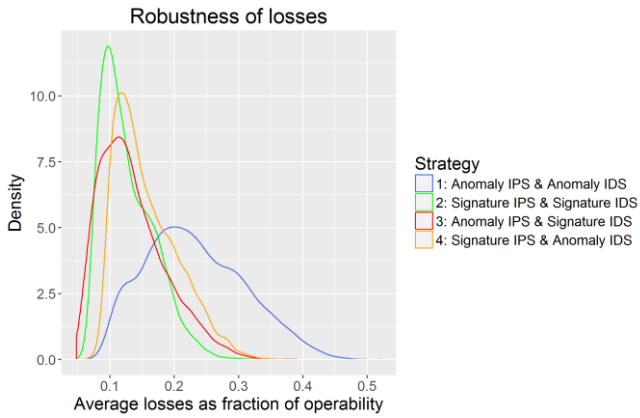 Robustness of losses
Density
10.0
7.5
5.0
2.5
0.0
0.1 0.2 0.3 0.4 0.5
Average losses as fraction of operability
Strategy
1: Anomaly IPS & Anomaly IDS
2: Signature IPS & Signature IDS
3: Anomaly IPS & Signature IDS
4: Signature IPS & Anomaly IDS